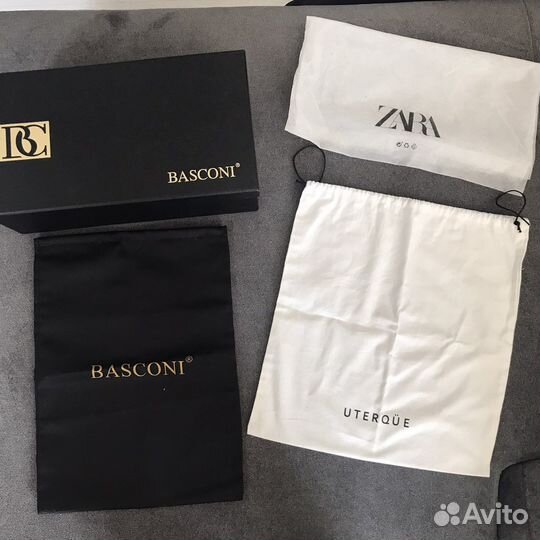 BC
BASCONI®
ZARA
BASCONI®
UTERQÜE
Avito